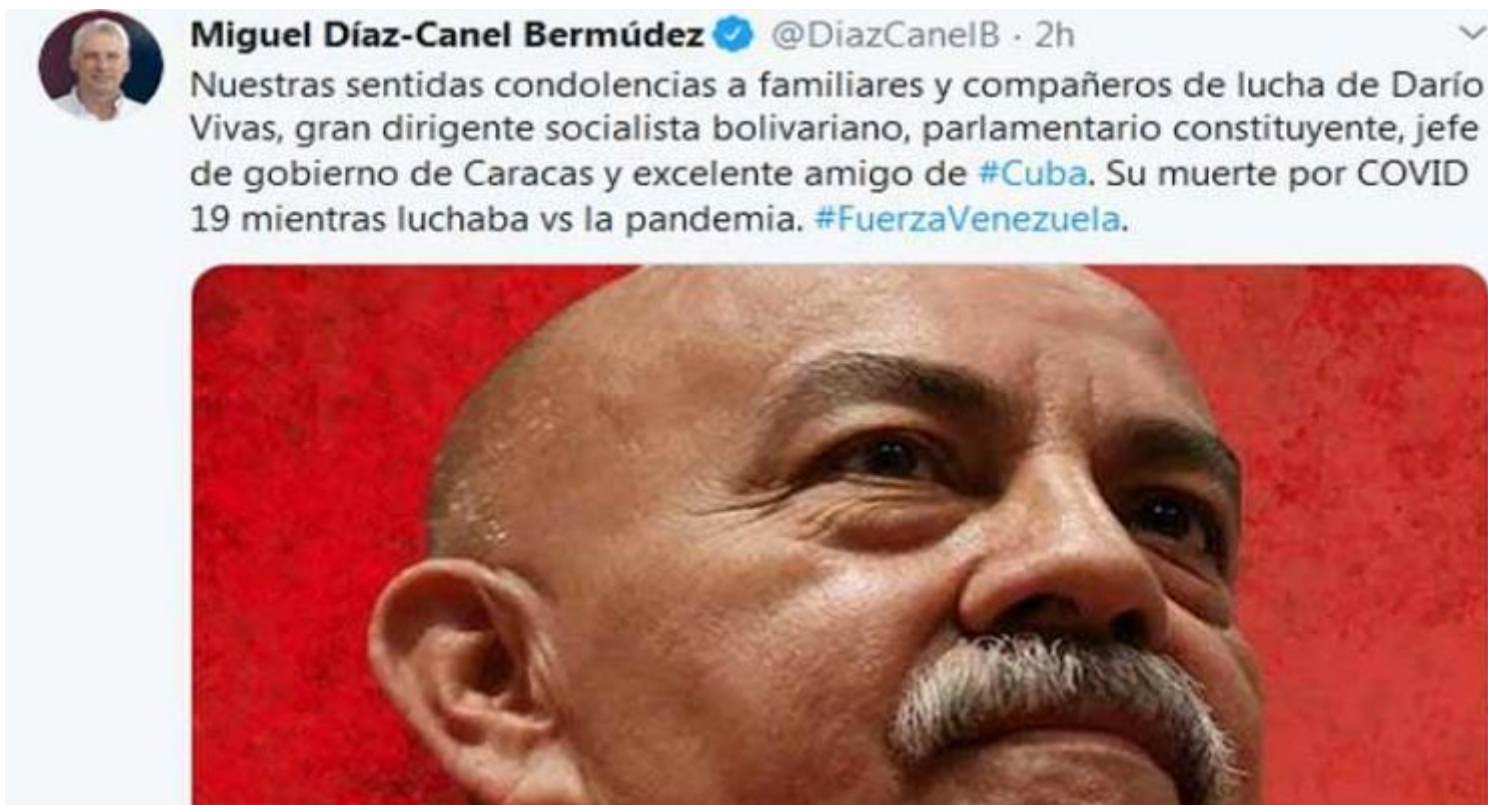 Miguel Díaz-Canel Bermúdez @DiazCanelB · 2h
Nuestras sentidas condolencias a familiares y compañeros de lucha de Darío
Vivas, gran dirigente socialista bolivariano, parlamentario constituyente, jefe
de gobierno de Caracas y excelente amigo de #Cuba. Su muerte por COVID
19 mientras luchaba vs la pandemia. #FuerzaVenezuela.